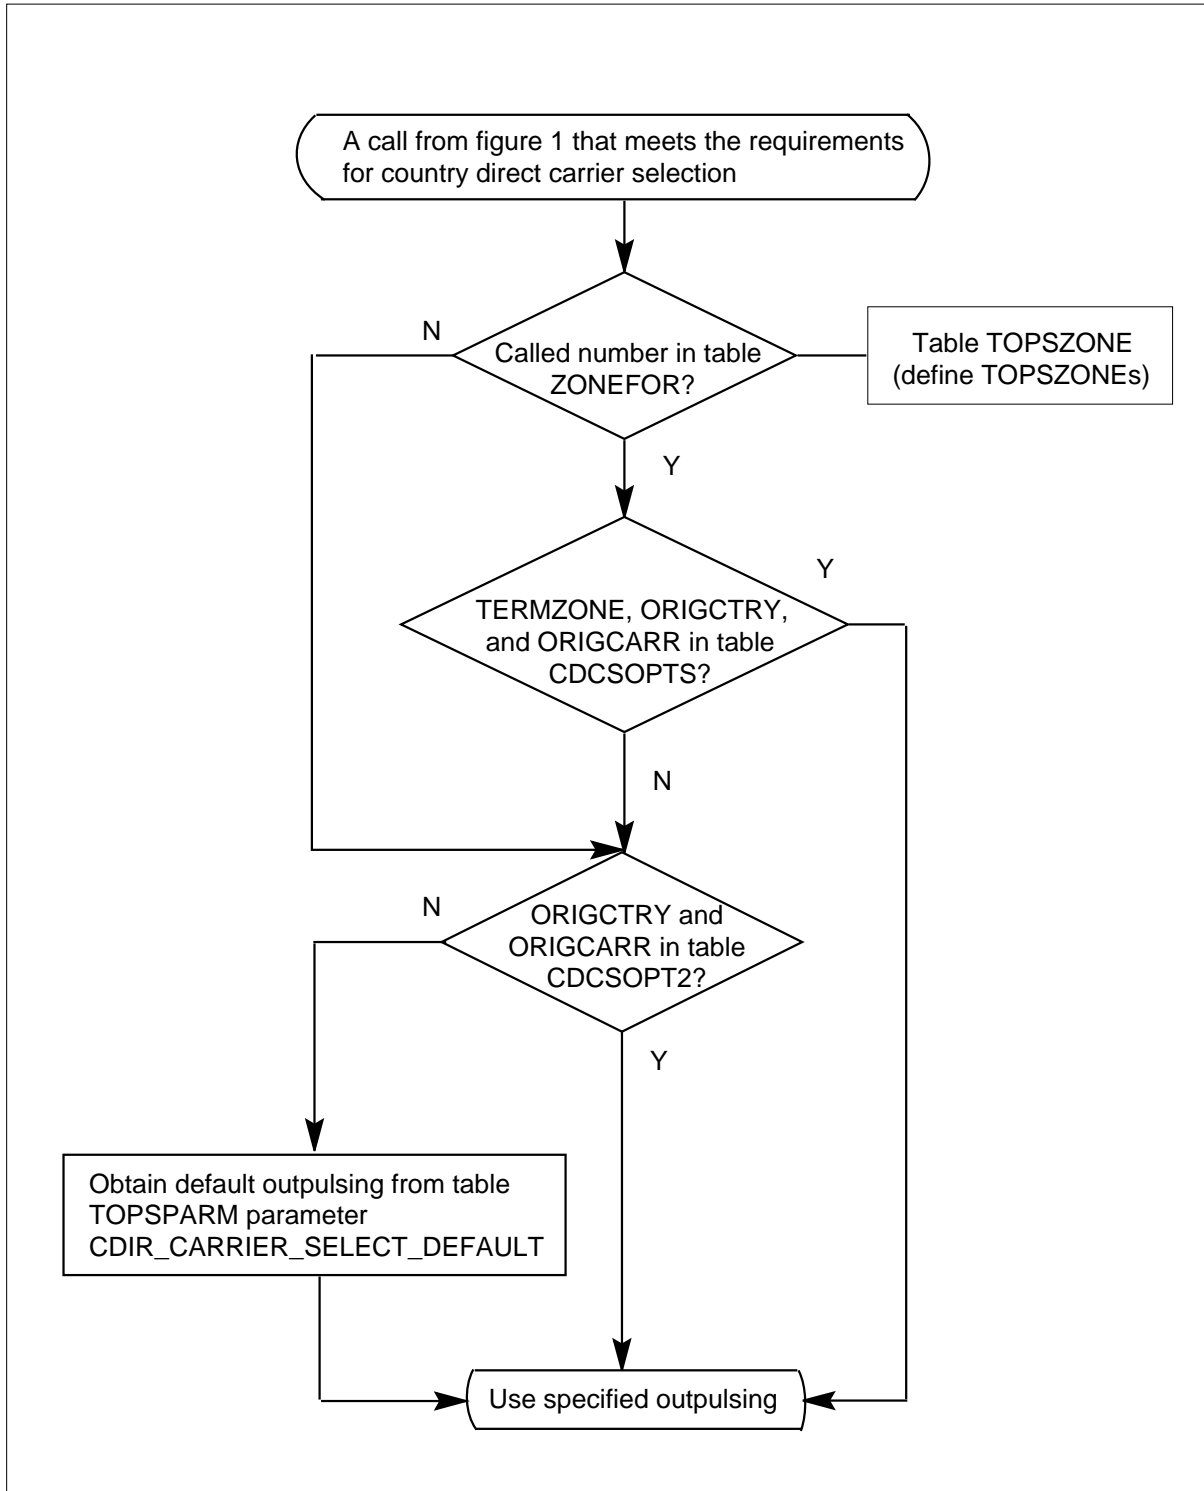 A call from figure 1 that meets the requirements
for country direct carrier selection
N
Called number in table
ZONEFOR?
Table TOPSZONE
(define TOPSZONEs)
Y
Y
TERMZONE, ORIGCTRY,
and ORIGCARR in table
CDCSOPTS?
N
N
ORIGCTRY and
ORIGCARR in table
CDCSOPT2?
Y
Obtain default outpulsing from table
TOPSPARM parameter
CDIR_CARRIER_SELECT_DEFAULT
Use specified outpulsing